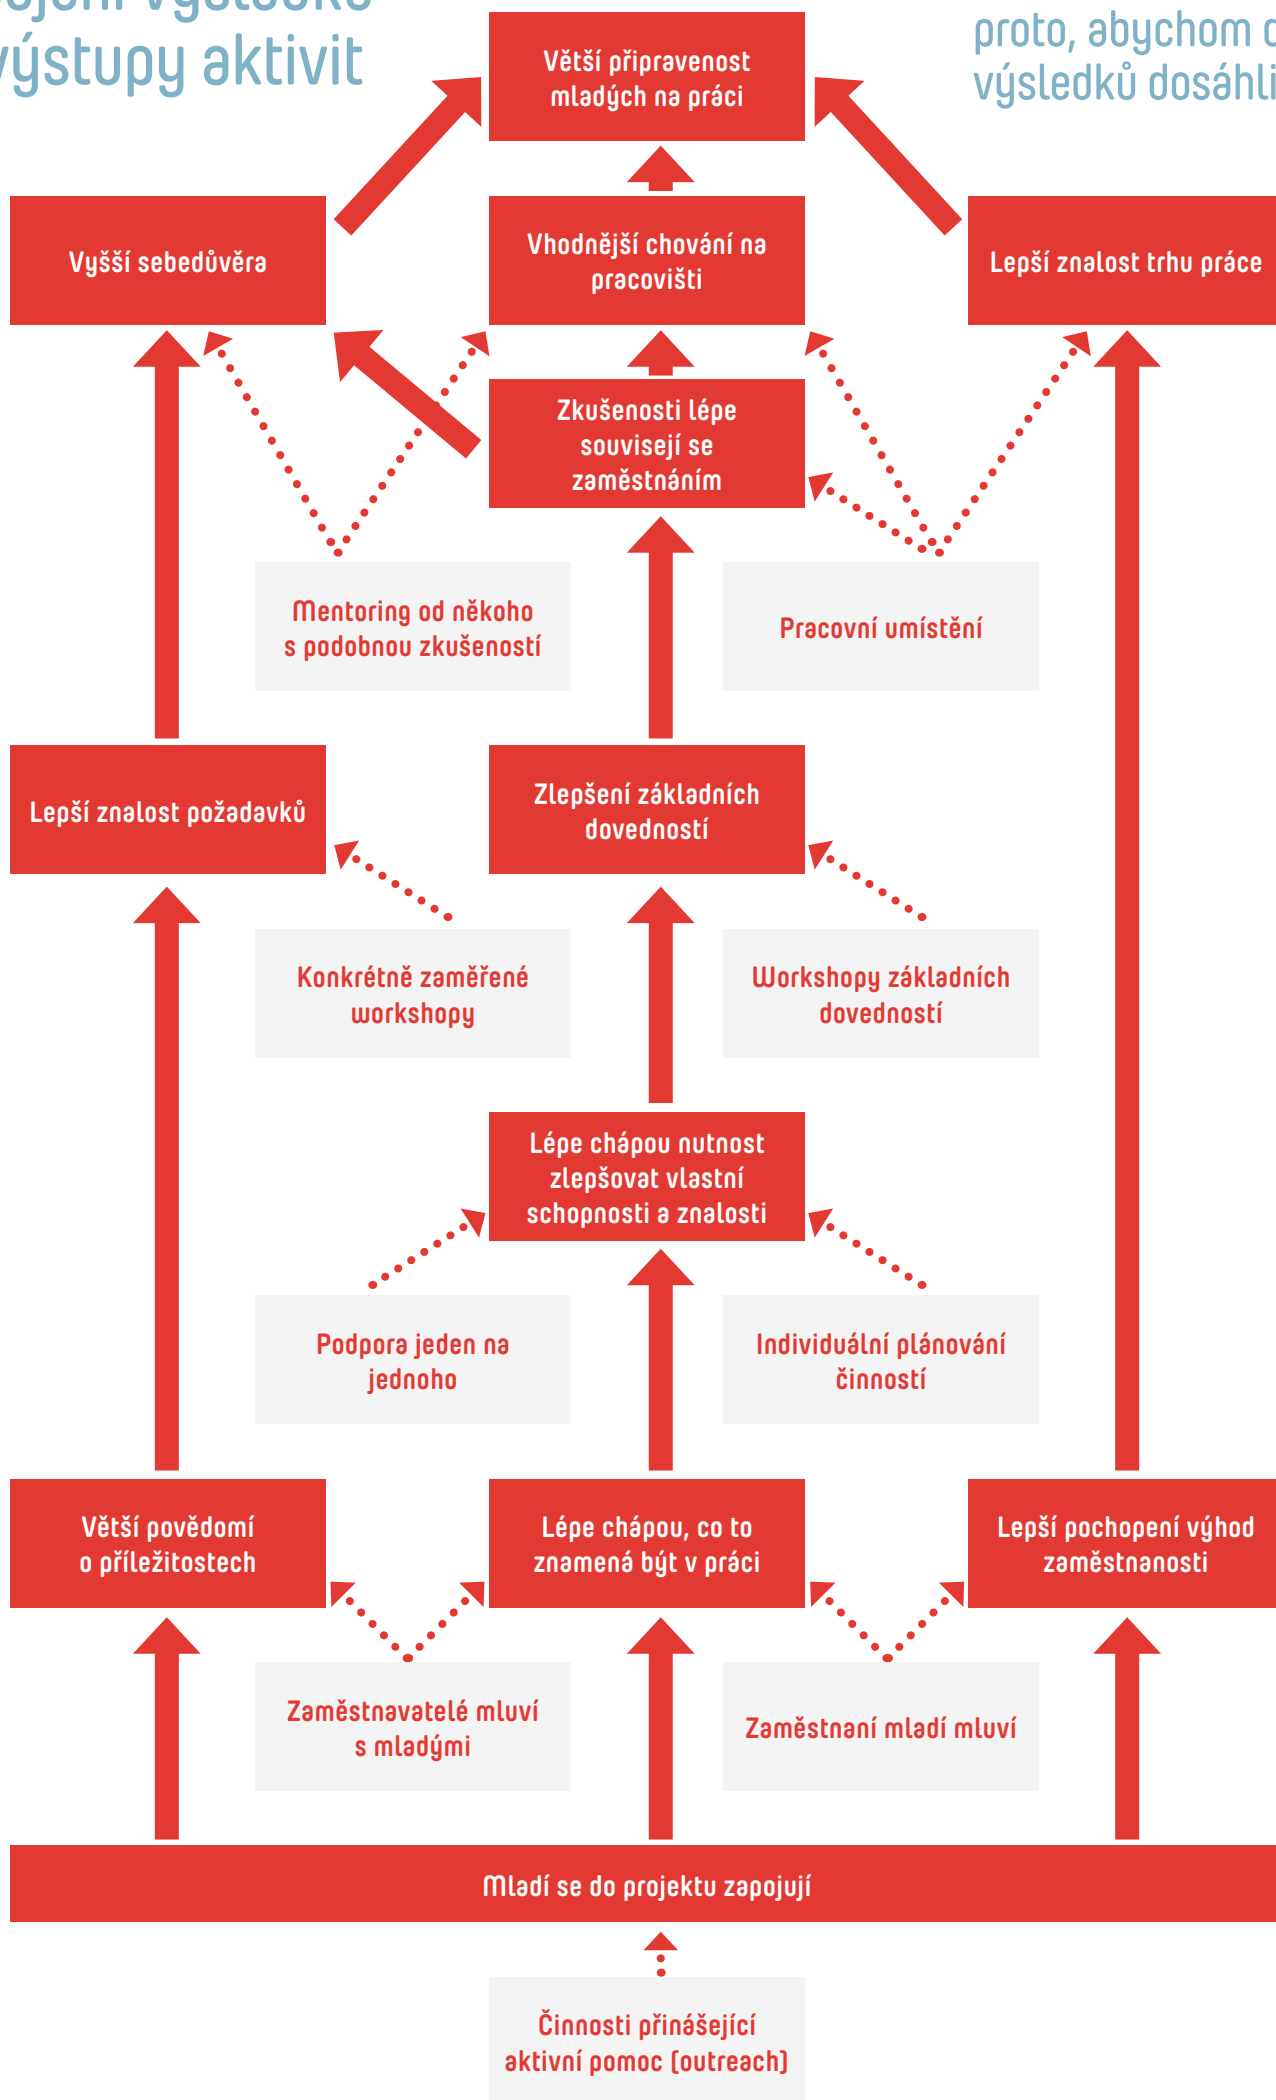 výstupy aktivit
proto, abychom
výsledků dosáhli
Větší připravenost
mladých na práci
Vyšší sebedůvěra
Vhodnější chování na
pracovišti
Lepší znalost trhu práce
Zkušenosti lépe
souvisejí se
zaměstnáním
Mentoring od někoho
s podobnou zkušeností
Pracovní umístění
Lepší znalost požadavků
Zlepšení základních
dovedností
Konkrétně zaměřené
workshopy
Workshopy základních
dovedností
Lépe chápou nutnost
zlepšovat vlastní
schopnosti a znalosti
Podpora jeden na
jednoho
Individuální plánování
činností
Větší povědomí
o příležitostech
Lépe chápou, co to
znamená být v práci
Lepší pochopení výhod
zaměstnanosti
Zaměstnavatelé mluví
s mladými
Zaměstnaní mladí mluví
Mladí se do projektu zapojují
Činnosti přinášející
aktivní pomoc (outreach)